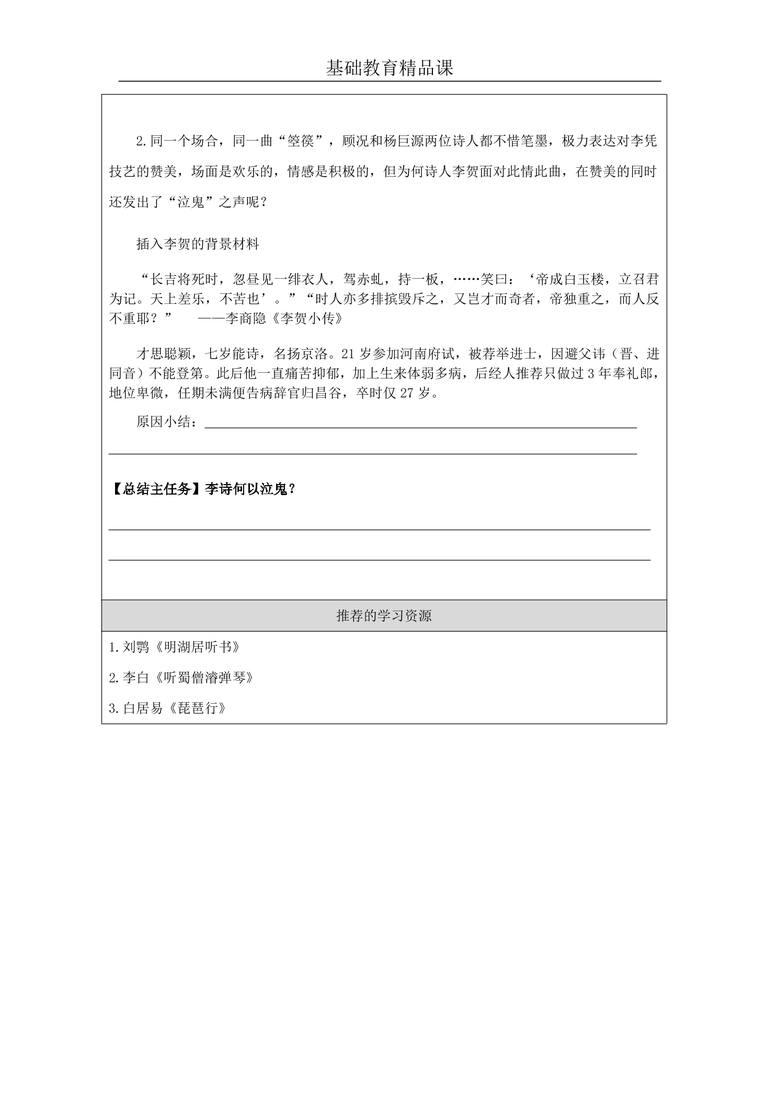 基础教育精品课
2.同一个场合，同一曲“箜篌”，顾况和杨巨源两位诗人都不惜笔墨，极力表达对李凭
技艺的赞美，场面是欢乐的，情感是积极的，但为何诗人李贺面对此情此曲，在赞美的同时
还发出了“泣鬼”之声呢？
插入李贺的背景材料
“长吉将死时，忽昼见一绯衣人，驾赤虬，持一板，……笑曰：‘帝成白玉楼，立召君
为记。天上差乐，不苦也’。”“时人亦多排摈毁斥之，又岂才而奇者，帝独重之，而人反
不重耶？” ——李商隐《李贺小传》
才思聪颖，七岁能诗，名扬京洛。21 岁参加河南府试，被荐举进士，因避父讳（晋、进
同音）不能登第。此后他一直痛苦抑郁，加上生来体弱多病，后经人推荐只做过 3 年奉礼郎，
地位卑微，任期未满便告病辞官归昌谷，卒时仅 27 岁。
原因小结：
【总结主任务】李诗何以泣鬼？
推荐的学习资源
1.刘鹗《明湖居听书》
2.李白《听蜀僧濬弹琴》
3.白居易《琵琶行》